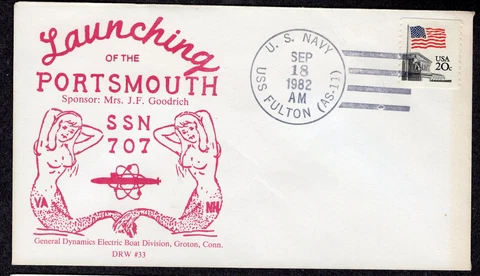 Launching
OF THE
PORTSMOUTH
Sponsor: Mrs. J.F. Goodrich
SSN
707
VA
NH
General Dynamics Electric Boat Division, Groton, Conn.
DRW #33
U. S. NAVY
SEP
18
1982
AM
USS FULTON (AS-11)
USA
20c